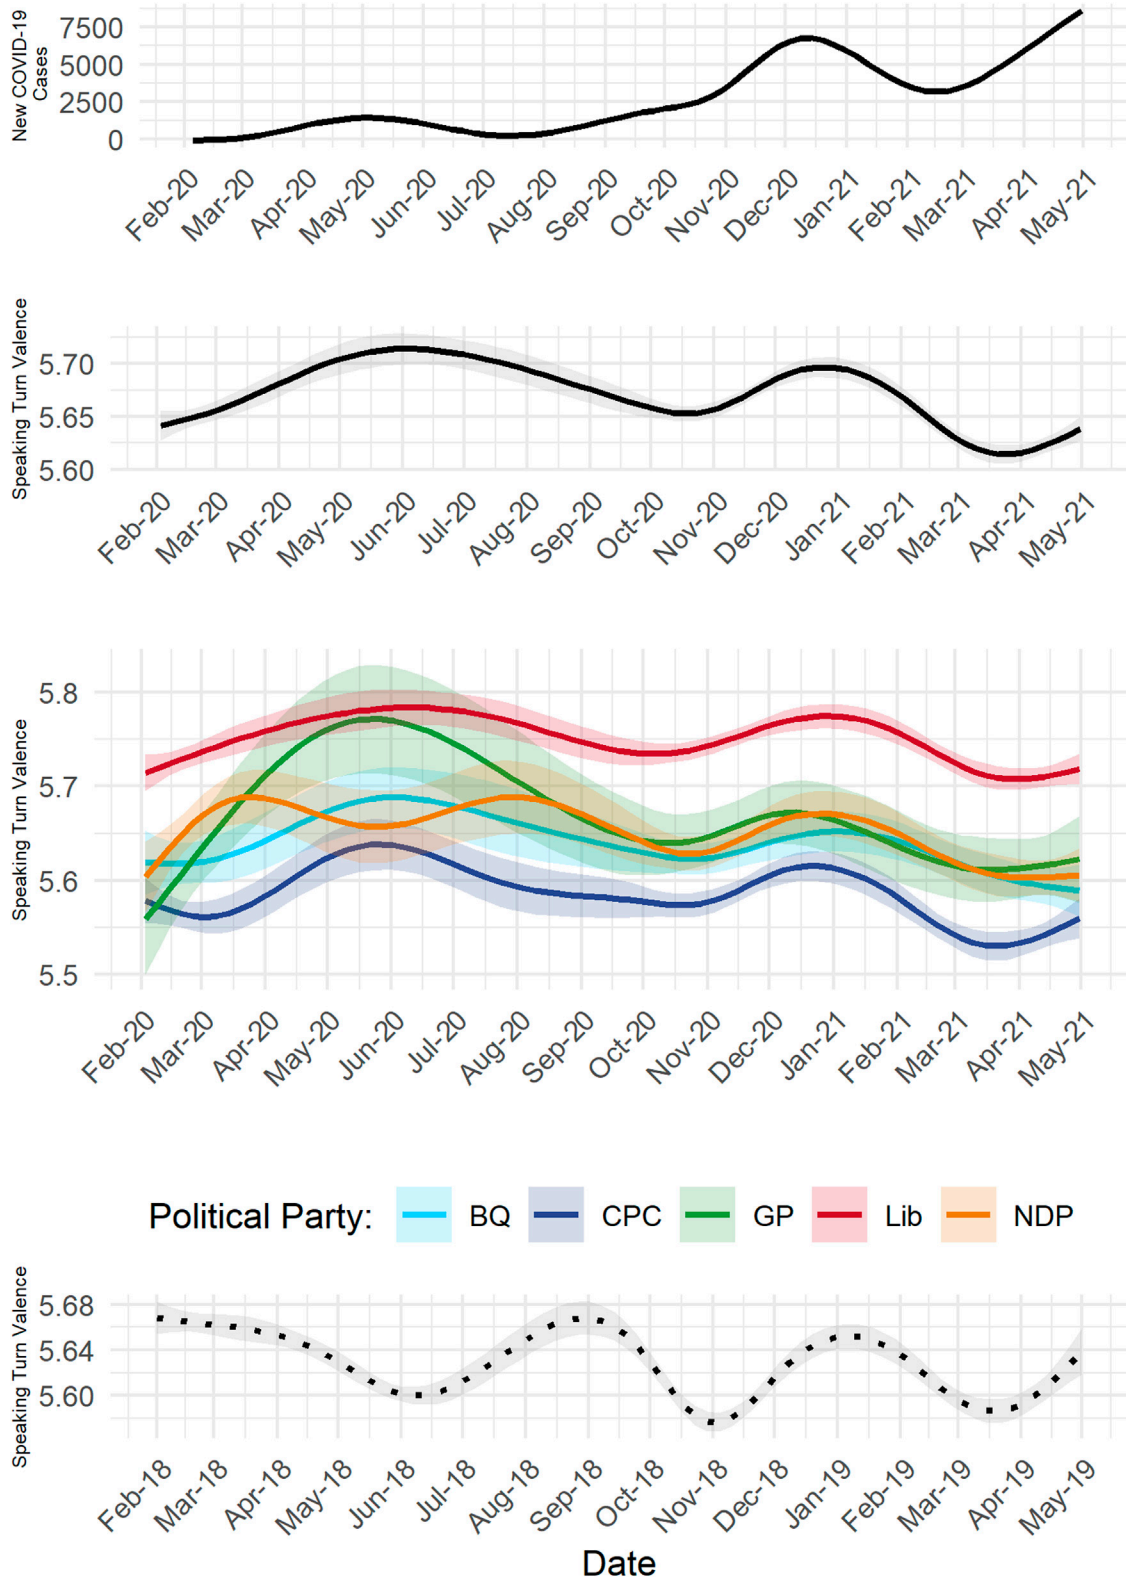 New COVID-19
Cases
7500
5000
2500
0
Feb-20 Mar-20 Apr-20 May-20 Jun-20 Jul-20 Aug-20 Sep-20 Oct-20 Nov-20 Dec-20 Jan-21 Feb-21 Mar-21 Apr-21 May-21
Speaking Turn Valence
5.70
5.65
5.60
Feb-20 Mar-20 Apr-20 May-20 Jun-20 Jul-20 Aug-20 Sep-20 Oct-20 Nov-20 Dec-20 Jan-21 Feb-21 Mar-21 Apr-21 May-21
Speaking Turn Valence
5.8
5.7
5.6
5.5
Feb-20 Mar-20 Apr-20 May-20 Jun-20 Jul-20 Aug-20 Sep-20 Oct-20 Nov-20 Dec-20 Jan-21 Feb-21 Mar-21 Apr-21 May-21
Political Party: BQ CPC GP Lib NDP
Speaking Turn Valence
5.68
5.64
5.60
Feb-18 Mar-18 Apr-18 May-18 Jun-18 Jul-18 Aug-18 Sep-18 Oct-18 Nov-18 Dec-18 Jan-19 Feb-19 Mar-19 Apr-19 May-19
Date